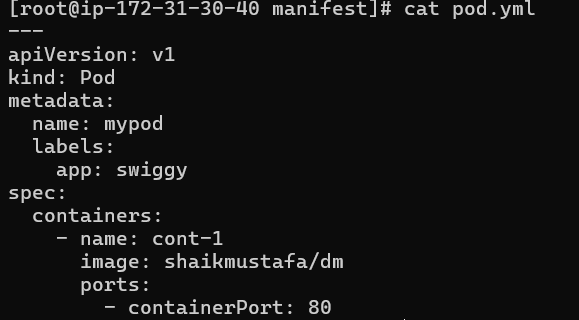 [root@ip-172-31-30-40 manifest]# cat pod.yml
---
apiVersion: v1
kind: Pod
metadata:
  name: mypod
  labels:
    app: swiggy
spec:
  containers:
    - name: cont-1
      image: shaikmustafa/dm
      ports:
        - containerPort: 80